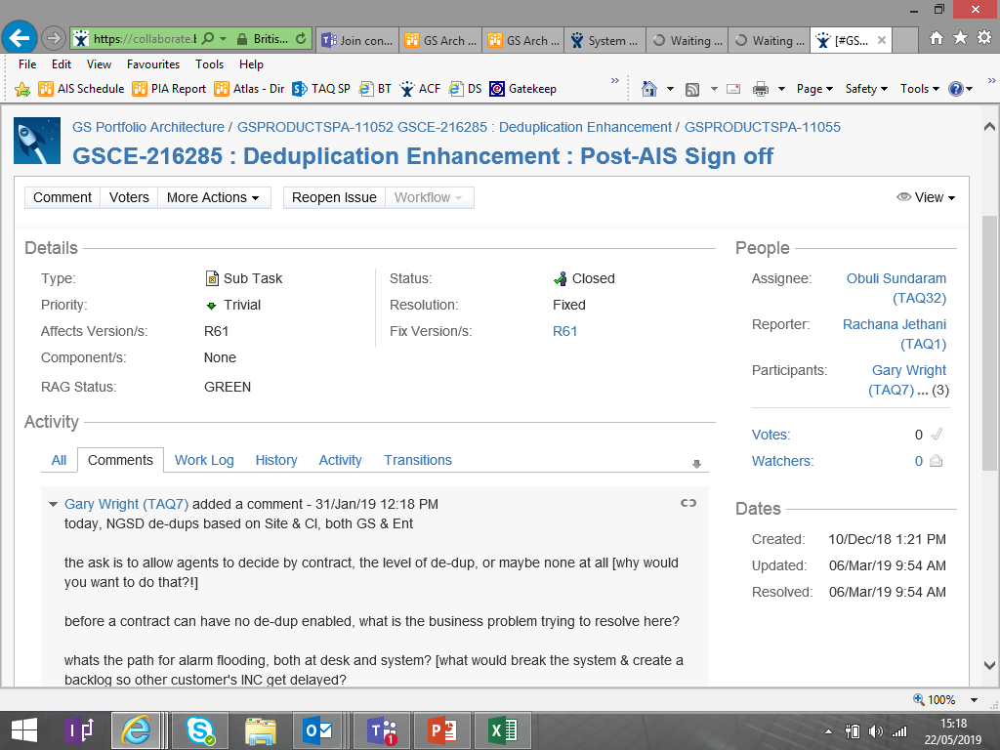 https://collaborate.b
Britis...
Join con...
GS Arch ...
GS Arch ...
System ...
Waiting ...
Waiting ...
[#GS...
File Edit View Favourites Tools Help
AIS Schedule PIA Report Atlas - Dir TAQ SP BT ACF DS Gatekeep
Page Safety Tools
GS Portfolio Architecture / GSPRODUCTSPA-11052 GSCE-216285 : Deduplication Enhancement / GSPRODUCTSPA-11055
GSCE-216285 : Deduplication Enhancement : Post-AIS Sign off
Comment Voters More Actions Reopen Issue Workflow View
Details
Type: Sub Task
Status: Closed
Priority: Trivial
Resolution: Fixed
Affects Version/s: R61
Fix Version/s: R61
Component/s: None
RAG Status: GREEN
People
Assignee: Obuli Sundaram
(TAQ32)
Reporter: Rachana Jethani
(TAQ1)
Participants: Gary Wright
(TAQ7) ... (3)
Votes: 0
Watchers: 0
Dates
Created: 10/Dec/18 1:21 PM
Updated: 06/Mar/19 9:54 AM
Resolved: 06/Mar/19 9:54 AM
Activity
All Comments Work Log History Activity Transitions
Gary Wright (TAQ7) added a comment - 31/Jan/19 12:18 PM
today, NGSD de-dups based on Site & CI, both GS & Ent
the ask is to allow agents to decide by contract, the level of de-dup, or maybe none at all [why would
you want to do that?!]
before a contract can have no de-dup enabled, what is the business problem trying to resolve here?
whats the path for alarm flooding, both at desk and system? [what would break the system & create a
backlog so other customer's INC get delayed?
100%
15:18
22/05/2019